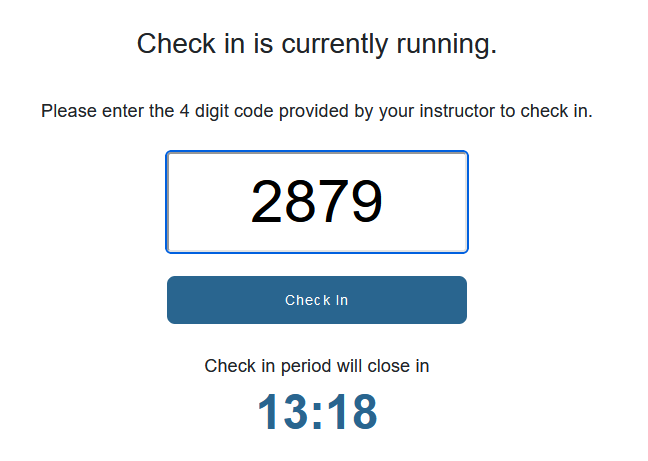 Check in is currently running.
Please enter the 4 digit code provided by your instructor to check in.
2879
Check In
Check in period will close in
13:18